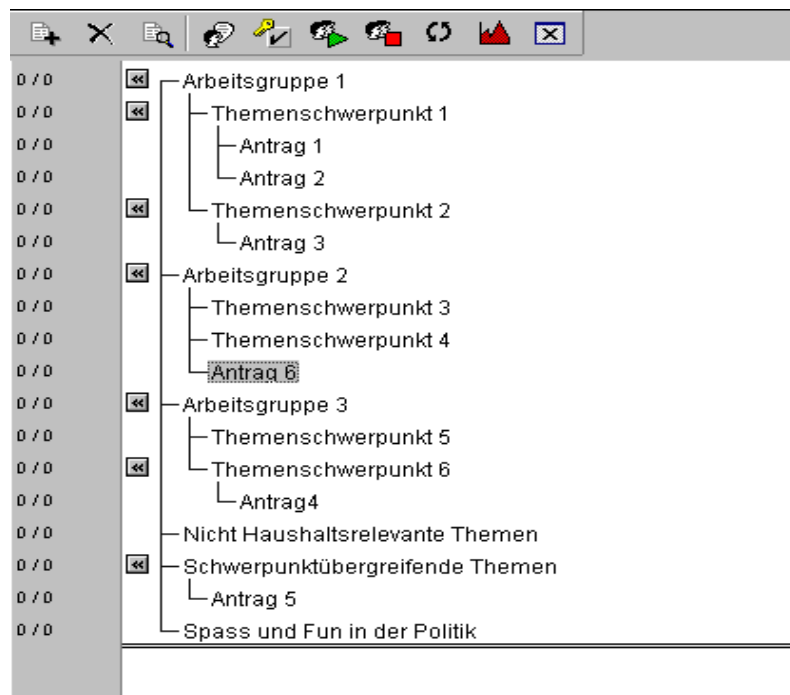 0 / 0 Arbeitsgruppe 1
0 / 0 Themenschwerpunkt 1
0 / 0 Antrag 1
0 / 0 Antrag 2
0 / 0 Themenschwerpunkt 2
0 / 0 Antrag 3
0 / 0 Arbeitsgruppe 2
0 / 0 Themenschwerpunkt 3
0 / 0 Themenschwerpunkt 4
0 / 0 Antrag 6
0 / 0 Arbeitsgruppe 3
0 / 0 Themenschwerpunkt 5
0 / 0 Themenschwerpunkt 6
0 / 0 Antrag4
0 / 0 Nicht Haushaltsrelevante Themen
0 / 0 Schwerpunktübergreifende Themen
0 / 0 Antrag 5
0 / 0 Spass und Fun in der Politik